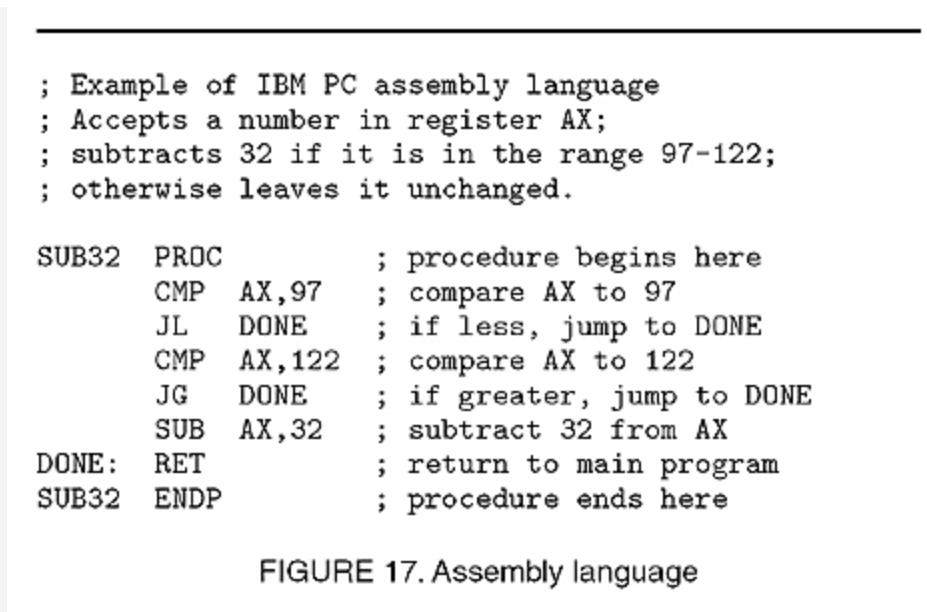 ; Example of IBM PC assembly language
; Accepts a number in register AX;
; subtracts 32 if it is in the range 97-122;
; otherwise leaves it unchanged.
SUB32  PROC         ; procedure begins here
       CMP  AX,97   ; compare AX to 97
       JL   DONE    ; if less, jump to DONE
       CMP  AX,122  ; compare AX to 122
       JG   DONE    ; if greater, jump to DONE
       SUB  AX,32   ; subtract 32 from AX
DONE:  RET          ; return to main program
SUB32  ENDP         ; procedure ends here
FIGURE 17. Assembly language